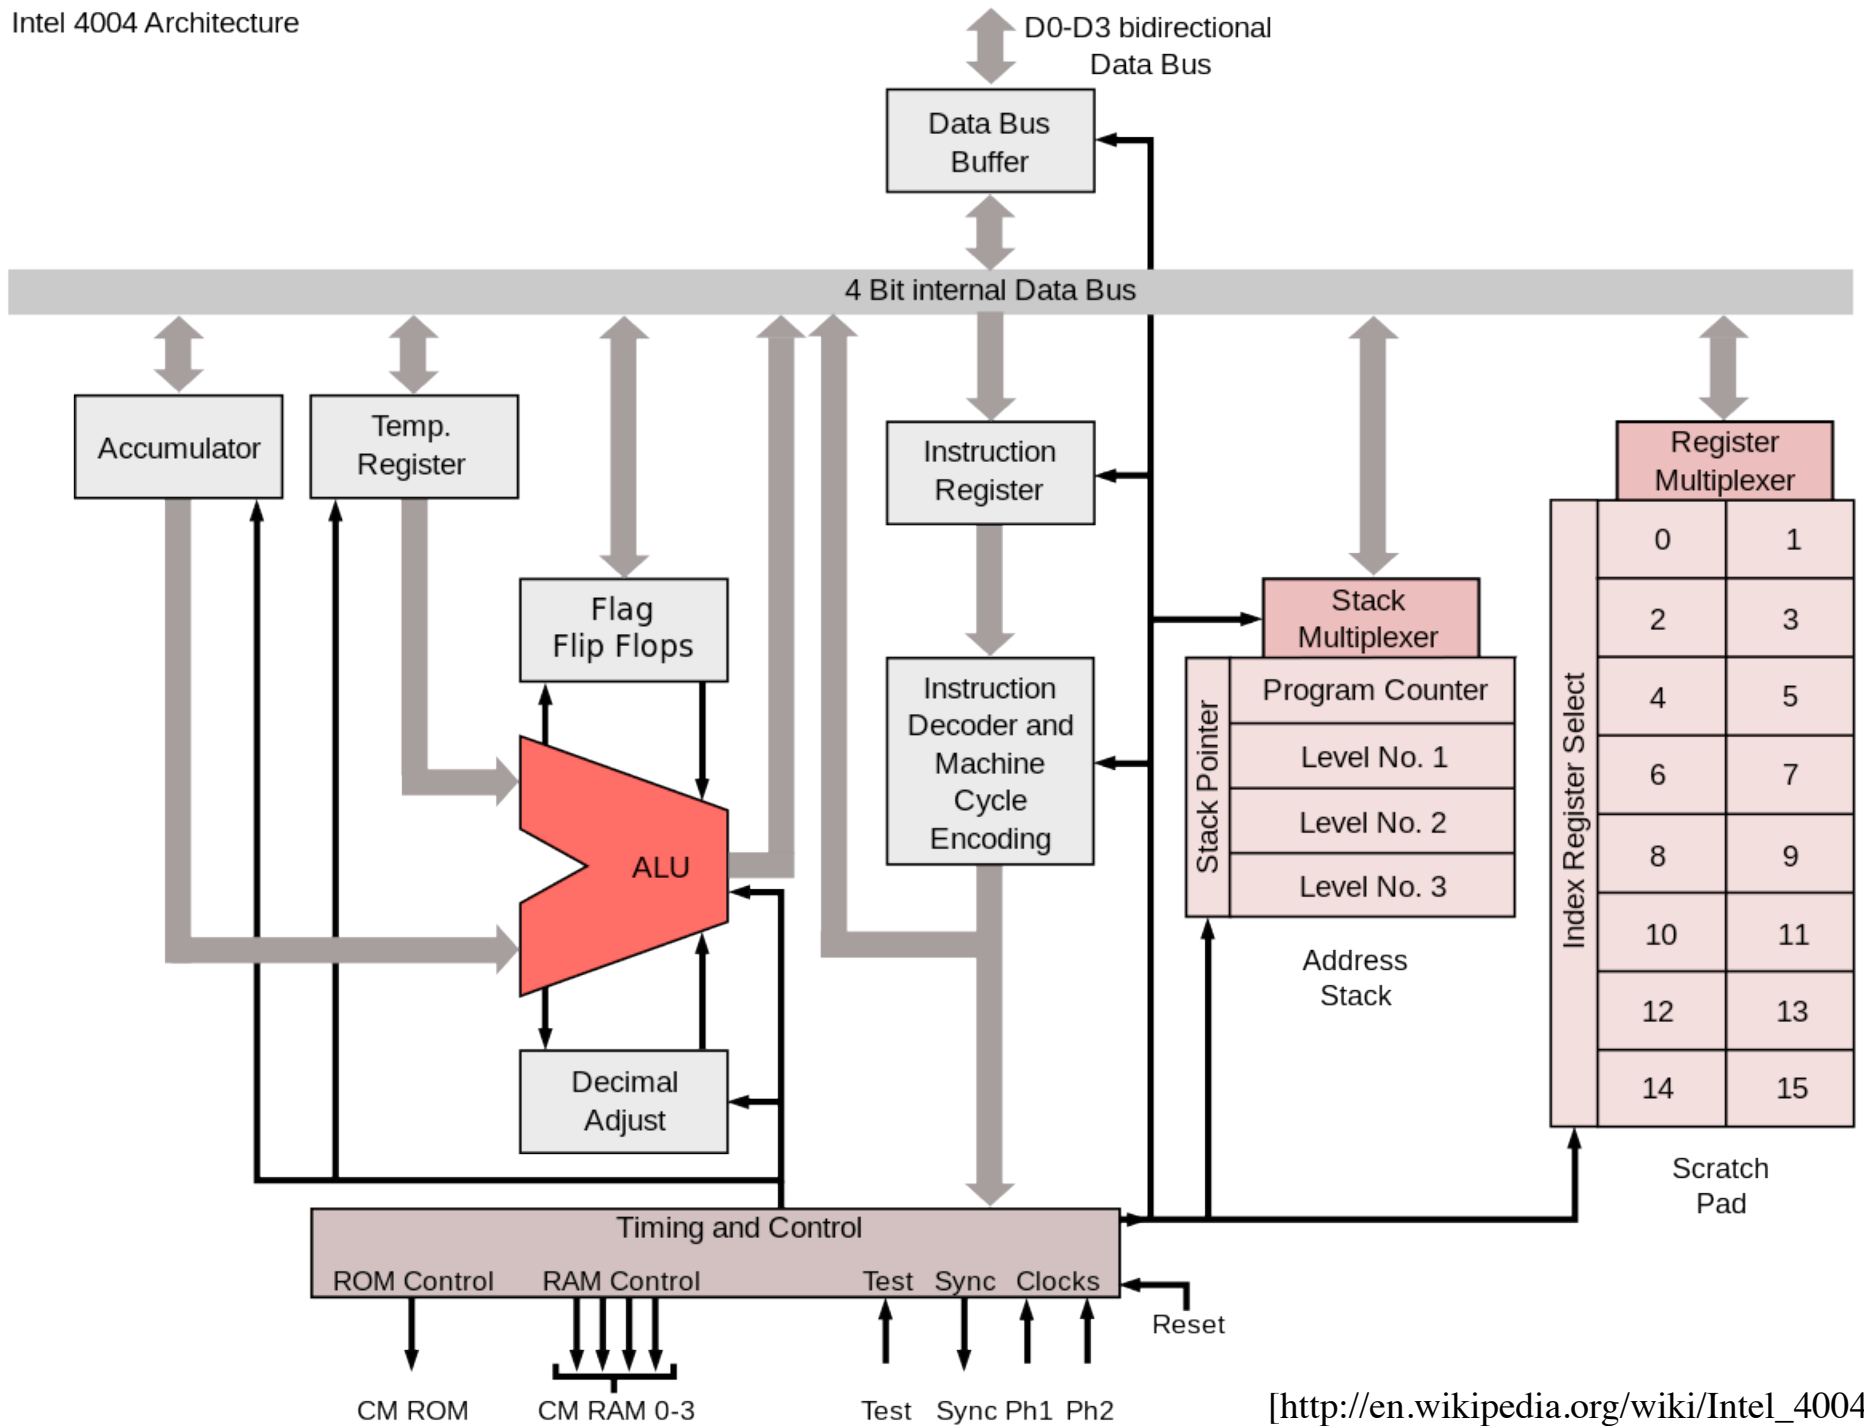 Intel 4004 Architecture
D0-D3 bidirectional
Data Bus
Data Bus
Buffer
4 Bit internal Data Bus
Accumulator
Temp.
Register
Instruction
Register
Register
Multiplexer
Flag
Flip Flops
Stack
Multiplexer
Instruction
Decoder and
Machine
Cycle
Encoding
Stack Pointer
Program Counter
Level No. 1
Level No. 2
Level No. 3
Address
Stack
Index Register Select
0 1
2 3
4 5
6 7
8 9
10 11
12 13
14 15
Scratch
Pad
ALU
Decimal
Adjust
Timing and Control
ROM Control RAM Control Test Sync Clocks
Reset
CM ROM CM RAM 0-3 Test Sync Ph1 Ph2
[http://en.wikipedia.org/wiki/Intel_4004